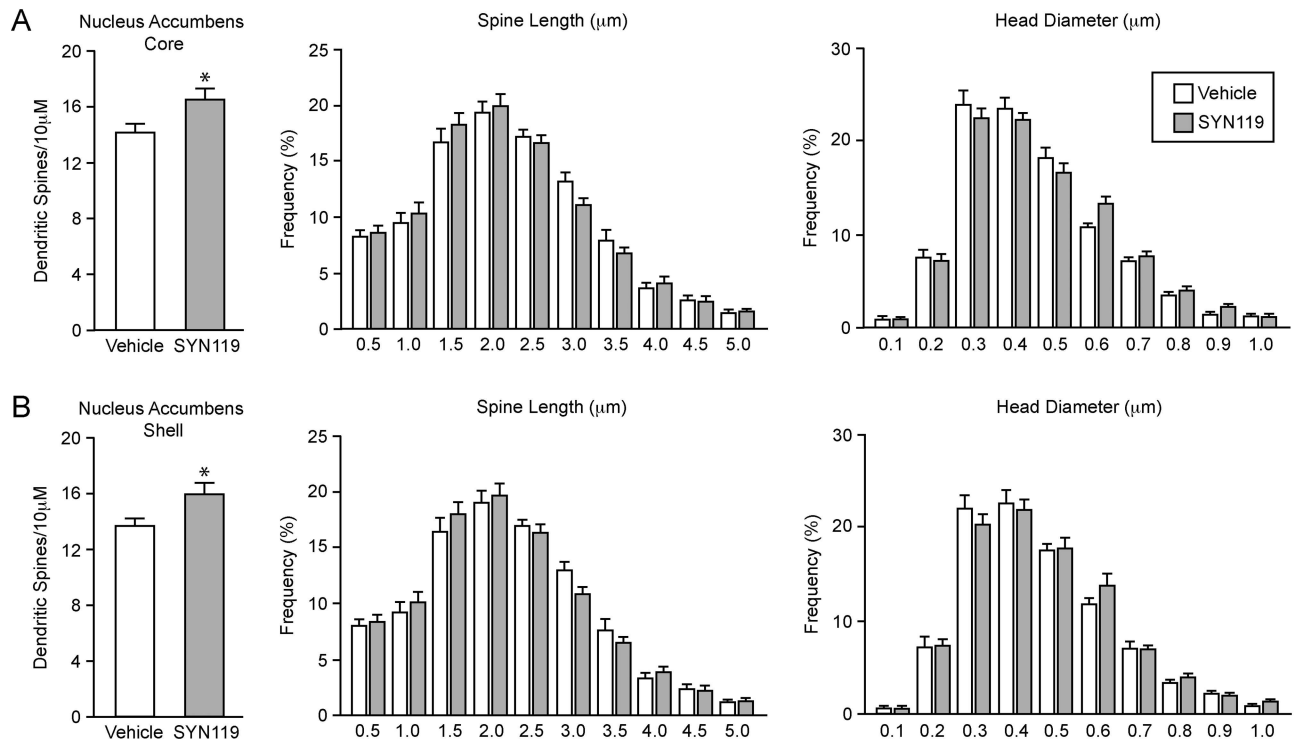 A
Nucleus Accumbens
Core
Dendritic Spines/10μM
20
16
12
8
4
0
*
Vehicle SYN119
Spine Length (μm)
Frequency (%)
25
20
15
10
5
0
0.5 1.0 1.5 2.0 2.5 3.0 3.5 4.0 4.5 5.0
Head Diameter (μm)
Frequency (%)
30
20
10
0
0.1 0.2 0.3 0.4 0.5 0.6 0.7 0.8 0.9 1.0
Vehicle
SYN119
B
Nucleus Accumbens
Shell
Dendritic Spines/10μM
20
16
12
8
4
0
*
Vehicle SYN119
Spine Length (μm)
Frequency (%)
25
20
15
10
5
0
0.5 1.0 1.5 2.0 2.5 3.0 3.5 4.0 4.5 5.0
Head Diameter (μm)
Frequency (%)
30
20
10
0
0.1 0.2 0.3 0.4 0.5 0.6 0.7 0.8 0.9 1.0